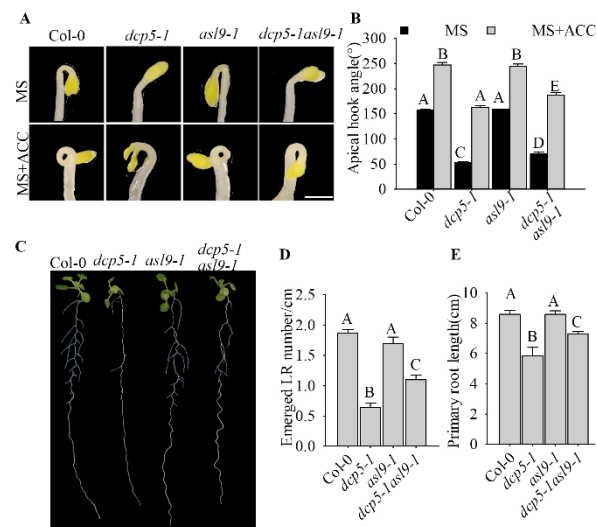 A
Col-0 dcp5-1 asl9-1 dcp5-1asl9-1
MS
MS+ACC
B
MS MS+ACC
Apical hook angle(°)
300
250
200
150
100
50
0
A B C A A B D E
Col-0 dcp5-1 asl9-1 dcp5-1
asl9-1
C
Col-0 dcp5-1 asl9-1 dcp5-1
asl9-1
D
Emerged LR number/cm
2.5
2.0
1.5
1.0
0.5
0.0
A B A C
Col-0 dcp5-1 asl9-1 dcp5-1asl9-1
E
Primary root length(cm)
10
8
6
4
2
0
A B A C
Col-0 dcp5-1 asl9-1 dcp5-1asl9-1